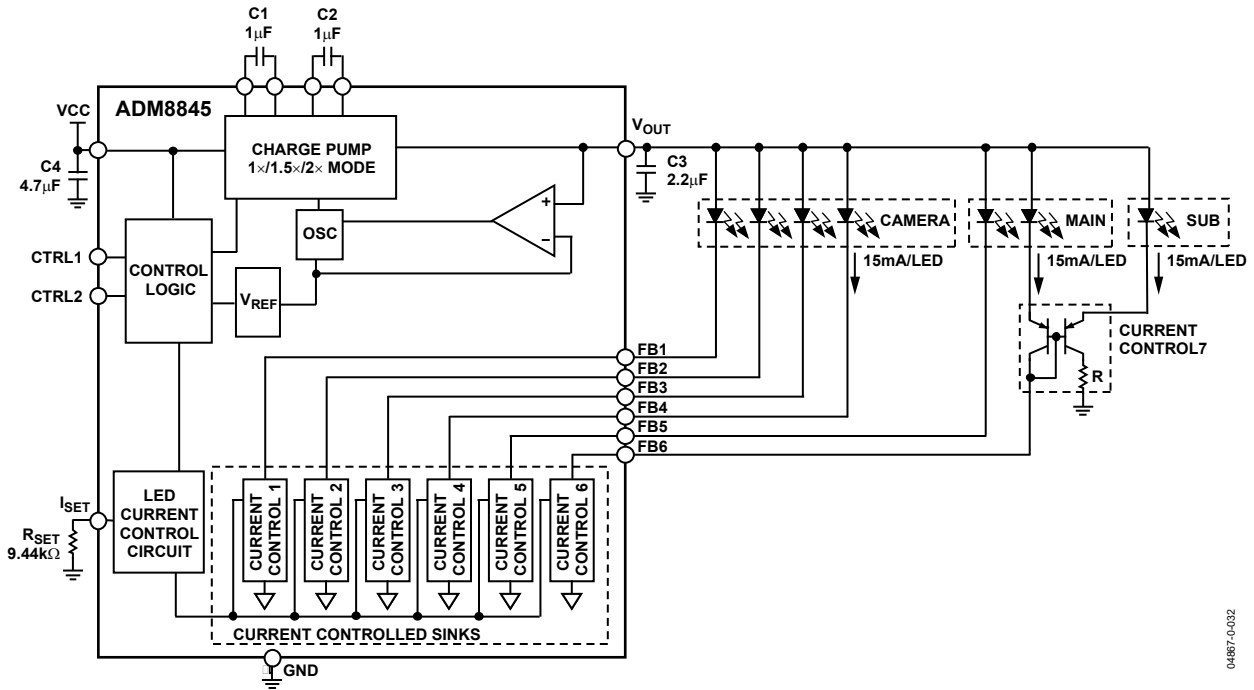 C1
1µF
C2
1µF
ADM8845
VCC
C4
4.7µF
CHARGE PUMP
1×/1.5×/2× MODE
VOUT
C3
2.2µF
OSC
+
–
CAMERA
MAIN
SUB
15mA/LED
15mA/LED
15mA/LED
CTRL1
CTRL2
CONTROL
LOGIC
VREF
CURRENT
CONTROL7
R
FB1
FB2
FB3
FB4
FB5
FB6
ISET
RSET
9.44kΩ
LED
CURRENT
CONTROL
CIRCUIT
CURRENT
CONTROL 1
CURRENT
CONTROL 2
CURRENT
CONTROL 3
CURRENT
CONTROL 4
CURRENT
CONTROL 5
CURRENT
CONTROL 6
CURRENT CONTROLLED SINKS
GND
04867-0-032